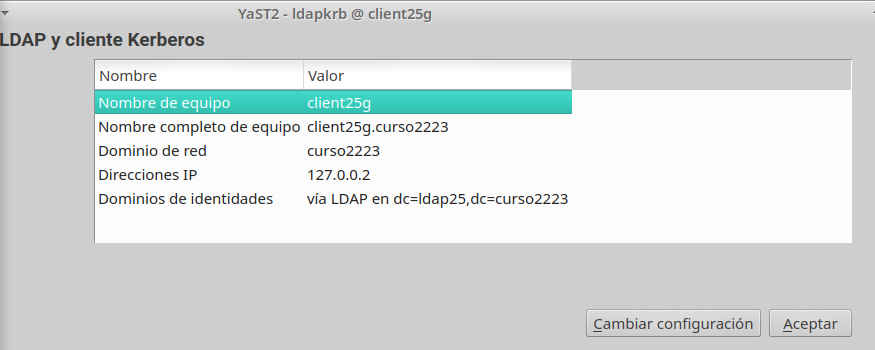 YaST2 - ldapkrb @ client25g
LDAP y cliente Kerberos
Nombre Valor
Nombre de equipo client25g
Nombre completo de equipo client25g.curso2223
Dominio de red curso2223
Direcciones IP 127.0.0.2
Dominios de identidades vía LDAP en dc=ldap25,dc=curso2223
Cambiar configuración Aceptar